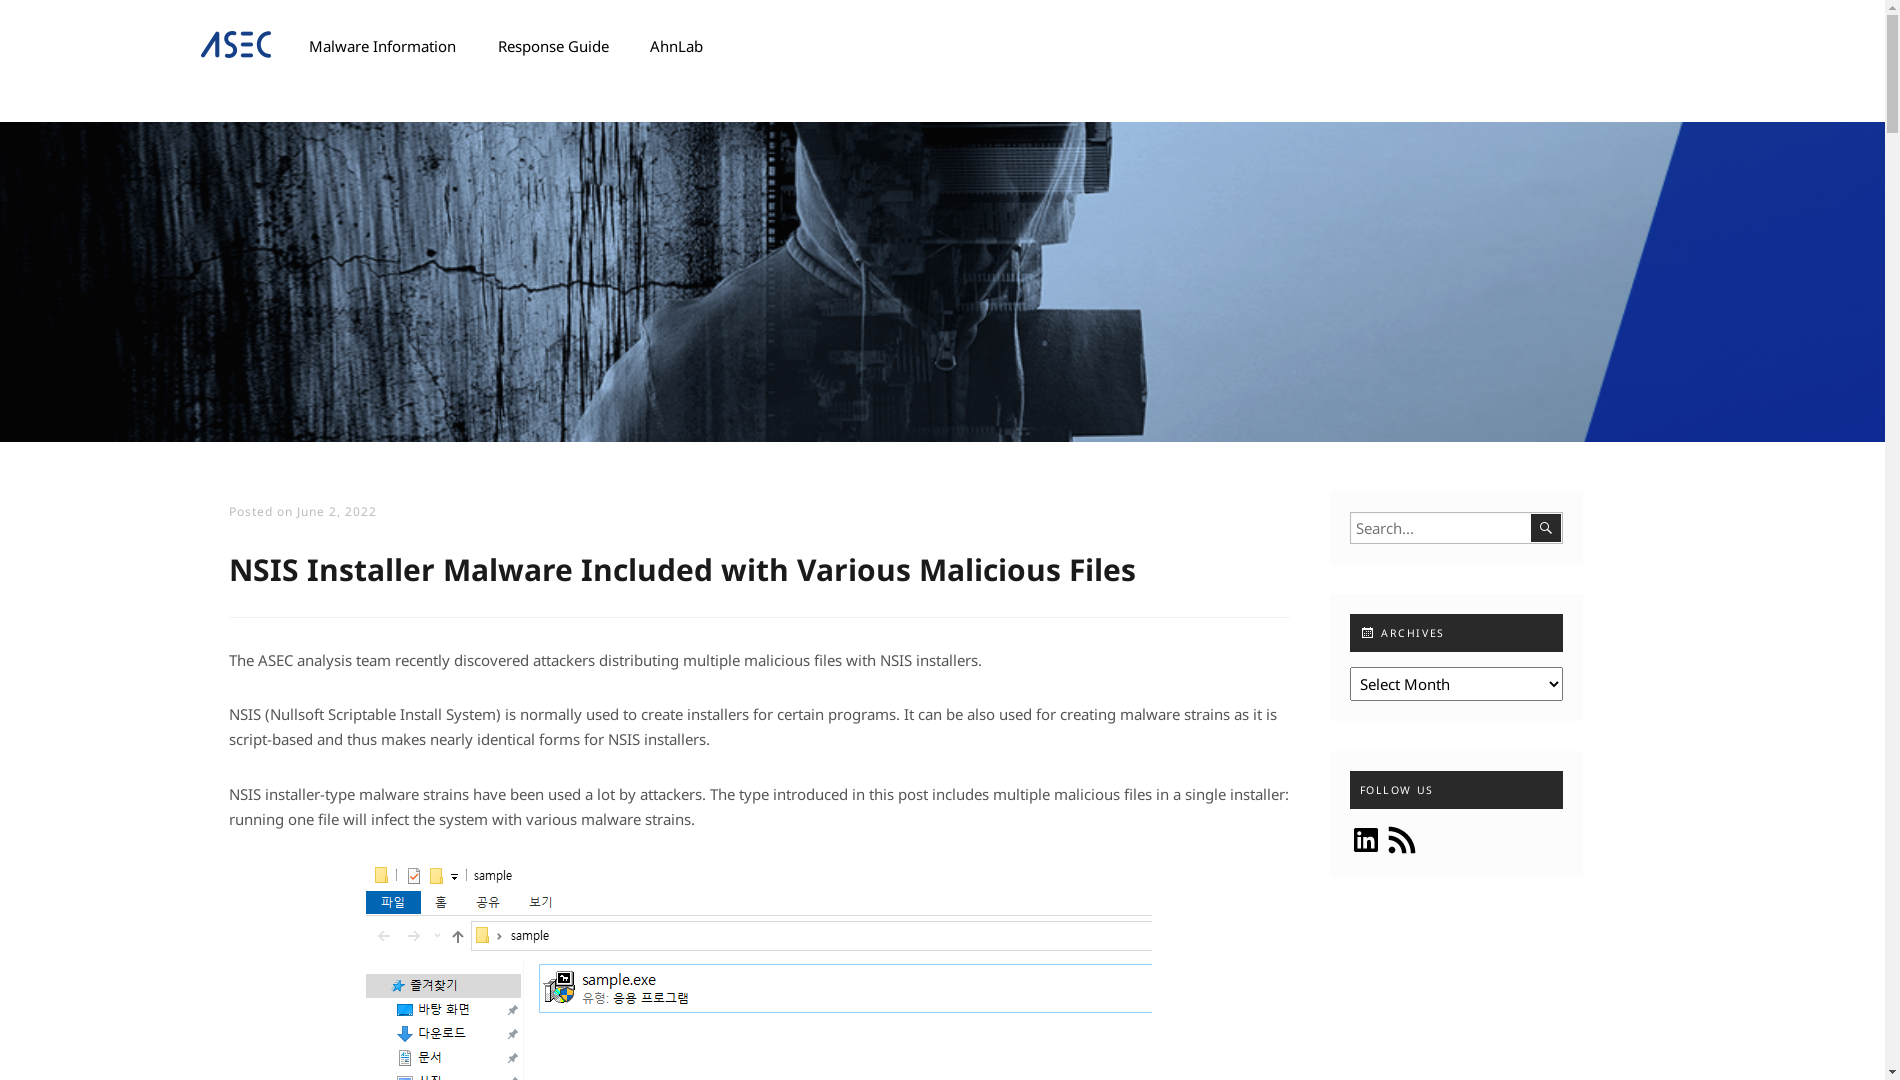 ASEC
Malware Information
Response Guide
AhnLab
Posted on June 2, 2022
NSIS Installer Malware Included with Various Malicious Files
The ASEC analysis team recently discovered attackers distributing multiple malicious files with NSIS installers.
NSIS (Nullsoft Scriptable Install System) is normally used to create installers for certain programs. It can be also used for creating malware strains as it is
script-based and thus makes nearly identical forms for NSIS installers.
NSIS installer-type malware strains have been used a lot by attackers. The type introduced in this post includes multiple malicious files in a single installer:
running one file will infect the system with various malware strains.
sample
파일 홈 공유 보기
sample
즐겨찾기
바탕 화면
다운로드
문서
sample.exe
유형: 응용 프로그램
Search...
ARCHIVES
Select Month
FOLLOW US
in